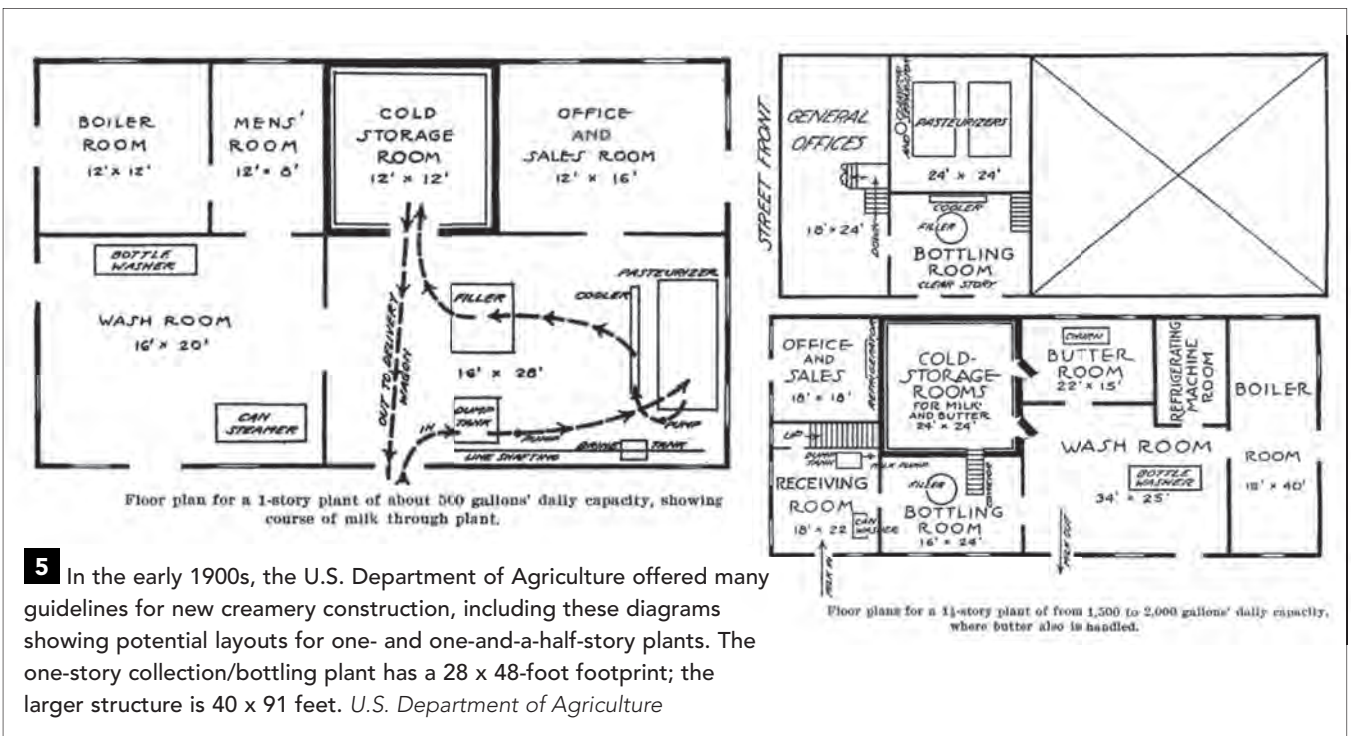 BOILER
ROOM
12' x 12'
MENS'
ROOM
12' x 8'
COLD
STORAGE
ROOM
12' x 12'
OFFICE
AND
SALES ROOM
12' x 16'
BOTTLE
WASHER
WASH ROOM
16' x 20'
CAN
STEAMER
OUT TO DELIVERY
WAGON
FILLER
COOLER
PASTEURIZER
16' x 28'
DUMP
TANK
IN
PUMP
PUMP
BRINE TANK
LINE SHAFTING
Floor plan for a 1-story plant of about 500 gallons' daily capacity, showing
course of milk through plant.
STREET FRONT
GENERAL
OFFICES
18' x 24'
DOWN
PASTEURIZERS
24' x 24'
COOLER
FILLER
BOTTLING
ROOM
CLEAR STORY
OFFICE
AND
SALES
18' x 18'
REFRIGERATOR
COLD-
STORAGE
ROOMS
FOR MILK
AND BUTTER
24' x 24'
CHURN
BUTTER
ROOM
22' x 15'
REFRIGERATING
MACHINE
ROOM
BOILER
ROOM
18' x 40'
UP
DUMP
TANK
MILK PUMP
RECEIVING
ROOM
18' x 22
CAN
WASHER
FILLER
BOTTLING
ROOM
16' x 24'
WASH ROOM
BOTTLE
WASHER
34' x 25'
MILK IN
MILK OUT
Floor plans for a 1½-story plant of from 1,500 to 2,000 gallons' daily capacity,
where butter also is handled.
5 In the early 1900s, the U.S. Department of Agriculture offered many
guidelines for new creamery construction, including these diagrams
showing potential layouts for one- and one-and-a-half-story plants. The
one-story collection/bottling plant has a 28 x 48-foot footprint; the
larger structure is 40 x 91 feet. U.S. Department of Agriculture